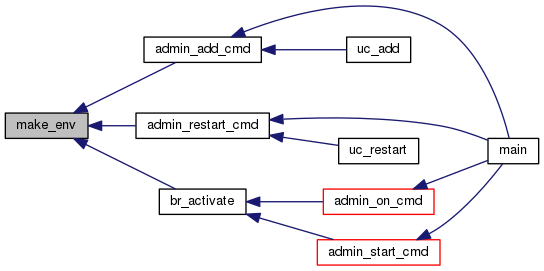 admin_add_cmd
uc_add
make_env
admin_restart_cmd
main
uc_restart
br_activate
admin_on_cmd
admin_start_cmd